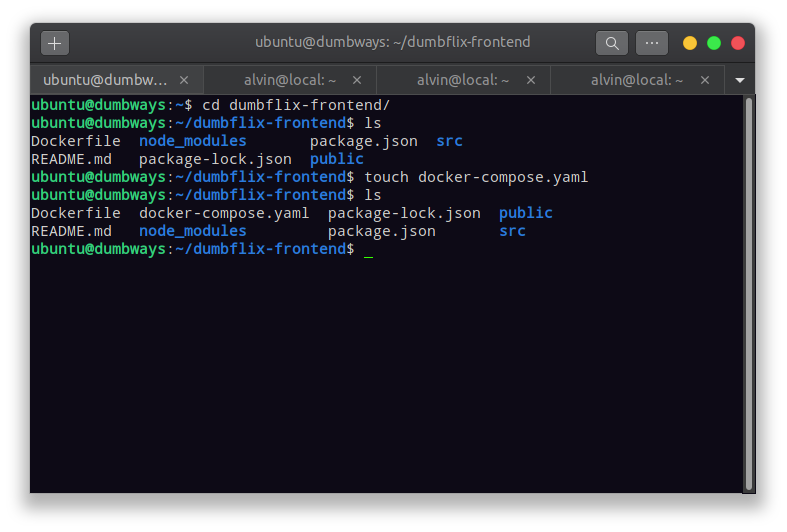 ubuntu@dumbways: ~/dumbflix-frontend
ubuntu@dumbw... alvin@local: ~ alvin@local: ~ alvin@local: ~
ubuntu@dumbways:~$ cd dumbflix-frontend/
ubuntu@dumbways:~/dumbflix-frontend$ ls
Dockerfile  node_modules       package.json  src
README.md   package-lock.json  public
ubuntu@dumbways:~/dumbflix-frontend$ touch docker-compose.yaml
ubuntu@dumbways:~/dumbflix-frontend$ ls
Dockerfile  docker-compose.yaml  package-lock.json  public
README.md   node_modules         package.json       src
ubuntu@dumbways:~/dumbflix-frontend$ _